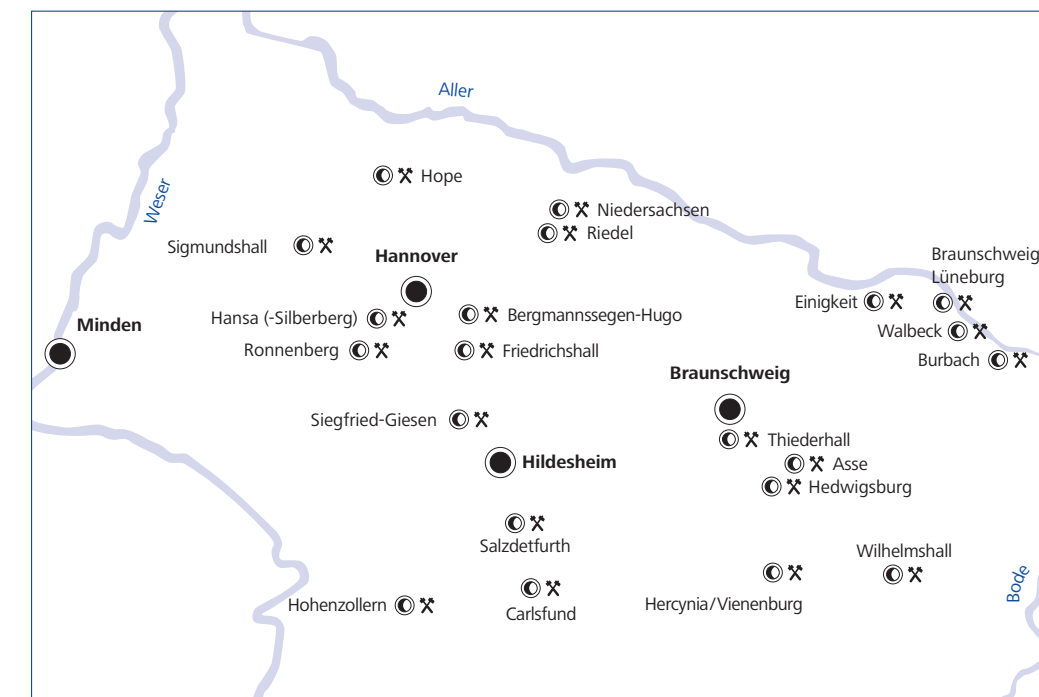 Aller
Hope
Weser
Niedersachsen
Riedel
Sigmundshall
Hannover
Braunschweig
Lüneburg
Einigkeit
Hansa (-Silberberg)
Bergmannssegen-Hugo
Minden
Walbeck
Ronnenberg
Friedrichshall
Burbach
Braunschweig
Siegfried-Giesen
Thiederhall
Hildesheim
Asse
Hedwigsburg
Salzdetfurth
Wilhelmshall
Bode
Hohenzollern
Carlsfund
Hercynia/Vienenburg